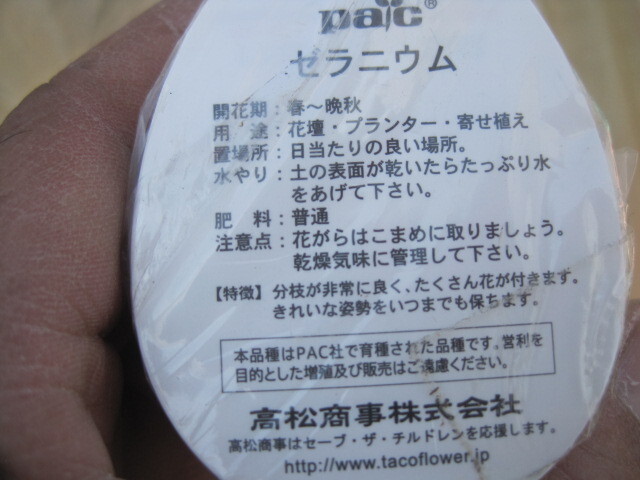 pac®
ゼラニウム
開花期：春～晩秋
用　途：花壇・プランター・寄せ植え
置場所：日当たりの良い場所。
水やり：土の表面が乾いたらたっぷり水
をあげて下さい。
肥　料：普通
注意点：花がらはこまめに取りましょう。
乾燥気味に管理して下さい。
【特徴】分枝が非常に良く、たくさん花が付きます。
きれいな姿勢をいつまでも保ちます。
本品種はPAC社で育種された品種です。営利を
目的とした増殖及び販売はご遠慮ください。
高松商事株式会社
高松商事はセーブ・ザ・チルドレンを応援します。
http://www.tacoflower.jp